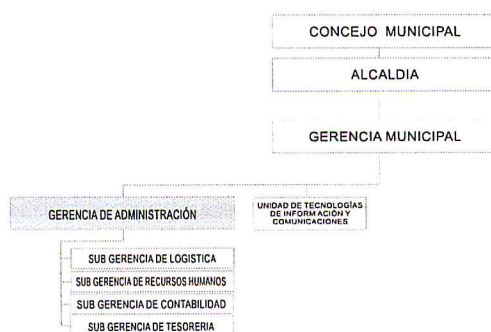 CONCEJO MUNICIPAL
ALCALDIA
GERENCIA MUNICIPAL
GERENCIA DE ADMINISTRACIÓN
UNIDAD DE TECNOLOGÍAS
DE INFORMACIÓN Y
COMUNICACIONES
SUB GERENCIA DE LOGISTICA
SUB GERENCIA DE RECURSOS HUMANOS
SUB GERENCIA DE CONTABILIDAD
SUB GERENCIA DE TESORERIA